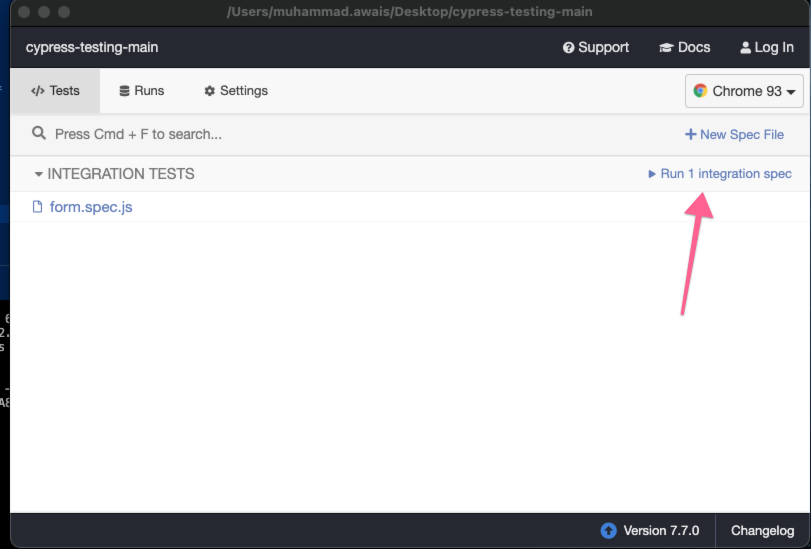 /Users/muhammad.awais/Desktop/cypress-testing-main
cypress-testing-main Support Docs Log In
</> Tests Runs Settings Chrome 93
Press Cmd + F to search... + New Spec File
INTEGRATION TESTS Run 1 integration spec
form.spec.js
2.
s
-
Version 7.7.0 Changelog